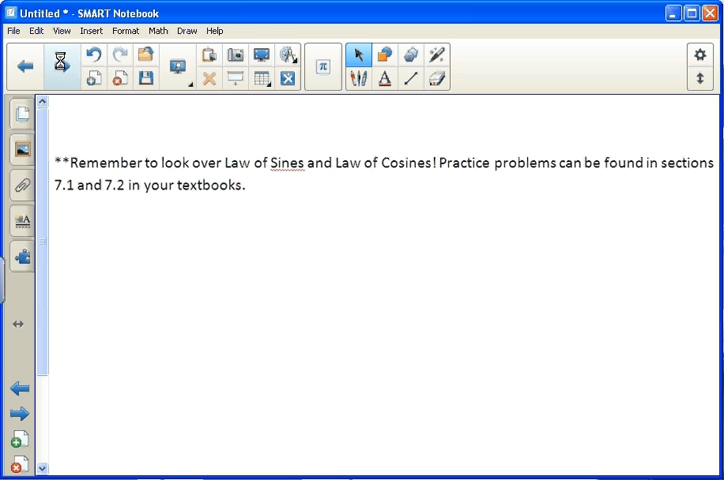 Untitled * - SMART Notebook
File Edit View Insert Format Math Draw Help
π
A
A
**Remember to look over Law of Sines and Law of Cosines! Practice problems can be found in sections
7.1 and 7.2 in your textbooks.